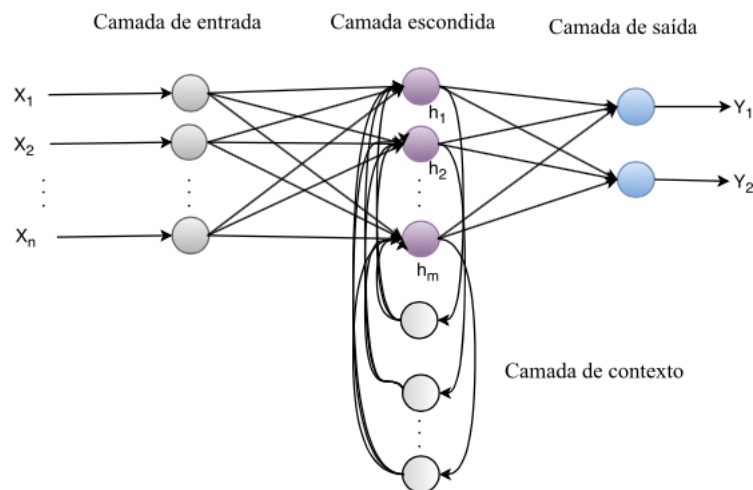 Camada de entrada
Camada escondida
Camada de saída
X1
h1
Y1
X2
h2
Y2
Xn
hm
Camada de contexto